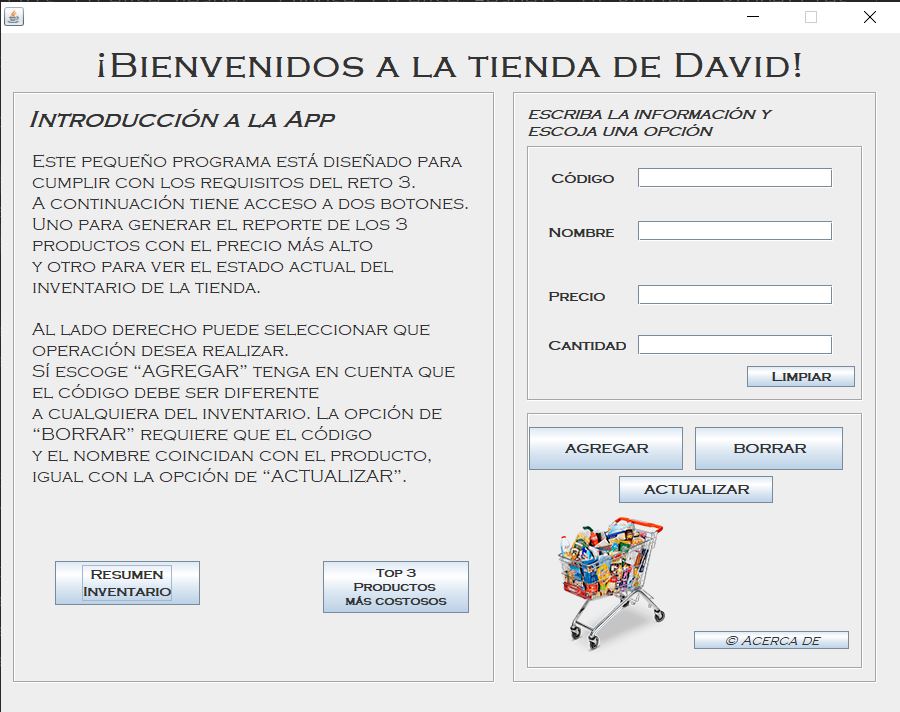 ¡Bienvenidos a la tienda de David!
Introducción a la App
Este pequeño programa está diseñado para
cumplir con los requisitos del reto 3.
A continuación tiene acceso a dos botones.
Uno para generar el reporte de los 3
productos con el precio más alto
y otro para ver el estado actual del
inventario de la tienda.
Al lado derecho puede seleccionar que
operación desea realizar.
Sí escoge “AGREGAR” tenga en cuenta que
el código debe ser diferente
a cualquiera del inventario. La opción de
“BORRAR” requiere que el código
y el nombre coincidan con el producto,
igual con la opción de “ACTUALIZAR”.
Resumen
Inventario
Top 3
Productos
más costosos
Escriba la información y
escoja una opción
Código
Nombre
Precio
Cantidad
Limpiar
AGREGAR
BORRAR
ACTUALIZAR
© Acerca de